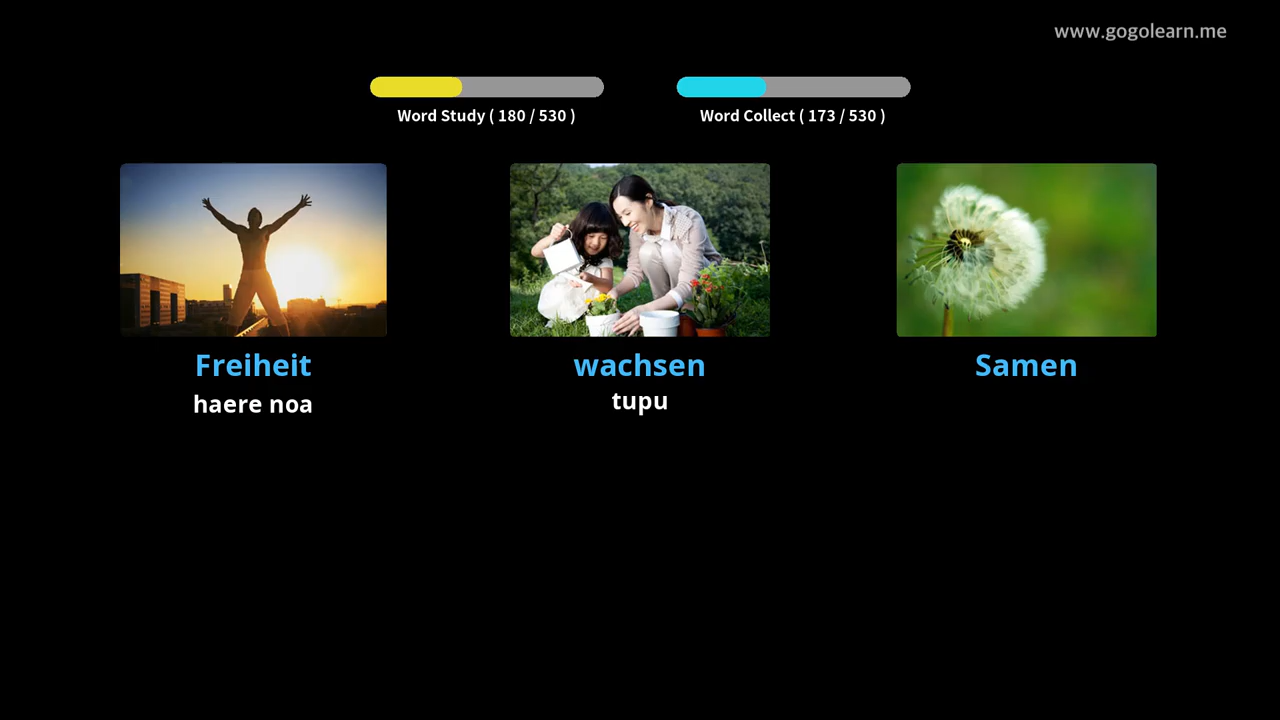 www.gogolearn.me
Word Study ( 180 / 530 )
Word Collect ( 173 / 530 )
Freiheit
haere noa
wachsen
tupu
Samen